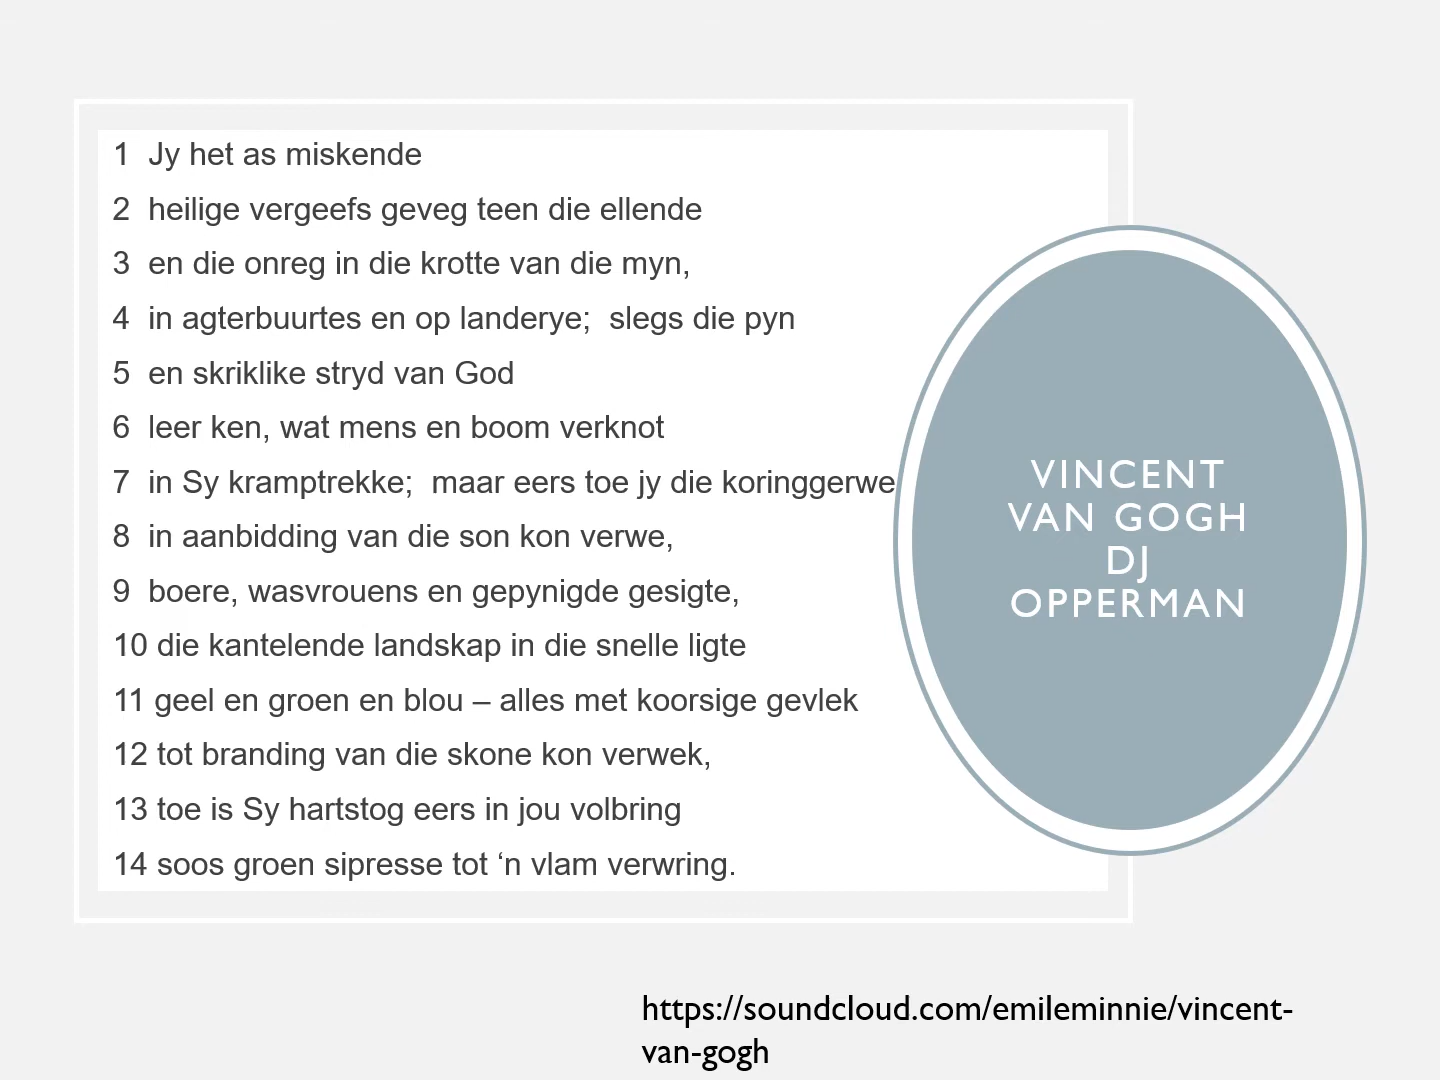 1 Jy het as miskende
2 heilige vergeefs geveg teen die ellende
3 en die onreg in die krotte van die myn,
4 in agterbuurtes en op landerye; slegs die pyn
5 en skriklike stryd van God
6 leer ken, wat mens en boom verknot
7 in Sy kramptrekke; maar eers toe jy die koringgerwe
8 in aanbidding van die son kon verwe,
9 boere, wasvrouens en gepynigde gesigte,
10 die kantelende landskap in die snelle ligte
11 geel en groen en blou – alles met koorsige gevlek
12 tot branding van die skone kon verwek,
13 toe is Sy hartstog eers in jou volbring
14 soos groen sipresse tot ‘n vlam verwring.
VINCENT
VAN GOGH
DJ
OPPERMAN
https://soundcloud.com/emileminnie/vincent-
van-gogh